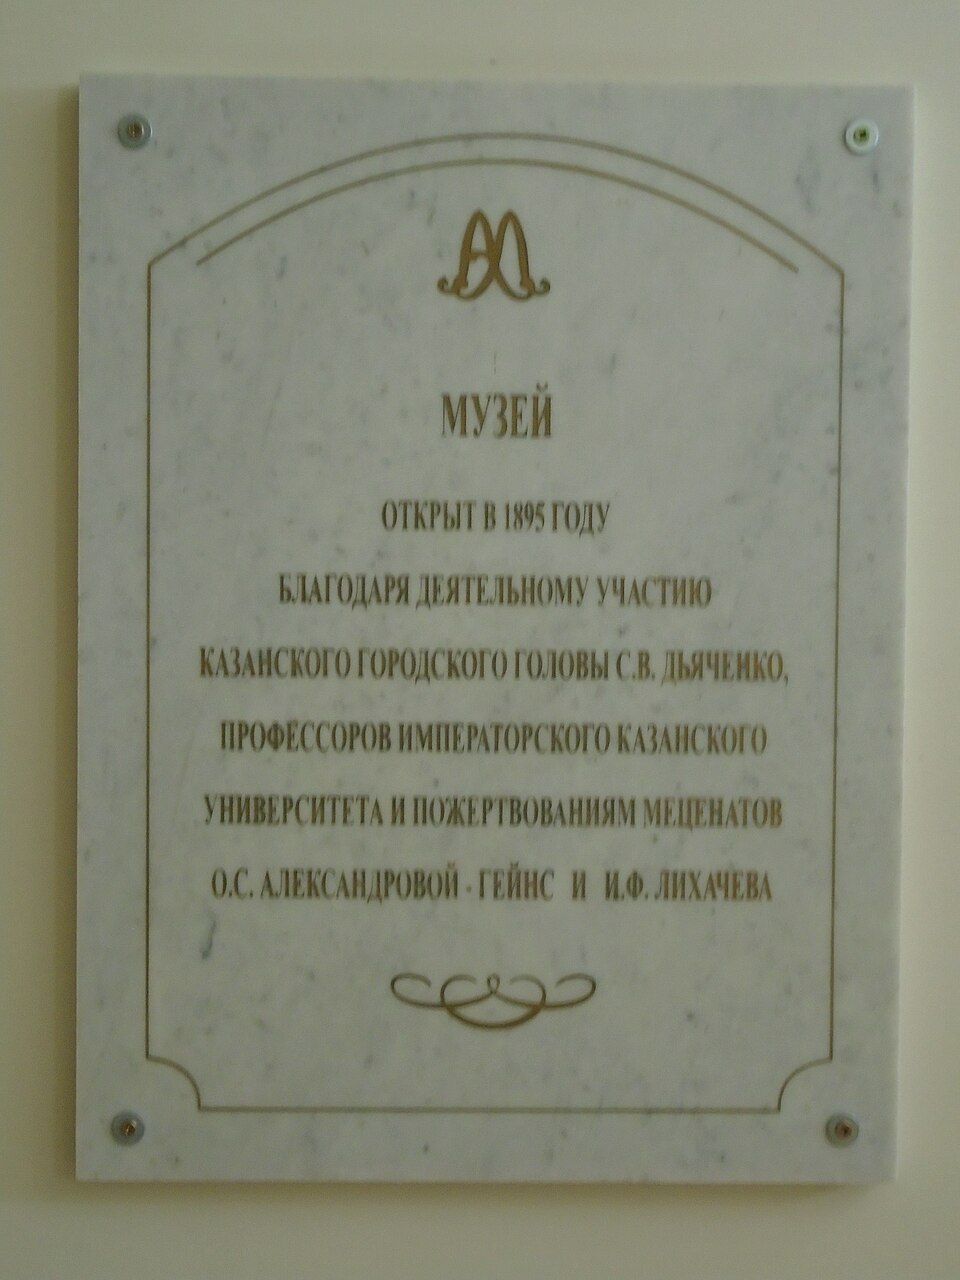 АЛ
МУЗЕЙ
ОТКРЫТ В 1895 ГОДУ
БЛАГОДАРЯ ДЕЯТЕЛЬНОМУ УЧАСТИЮ
КАЗАНСКОГО ГОРОДСКОГО ГОЛОВЫ С.В. ДЬЯЧЕНКО,
ПРОФЕССОРОВ ИМПЕРАТОРСКОГО КАЗАНСКОГО
УНИВЕРСИТЕТА И ПОЖЕРТВОВАНИЯМ МЕЦЕНАТОВ
О.С. АЛЕКСАНДРОВОЙ - ГЕЙНС И И.Ф. ЛИХАЧЕВА